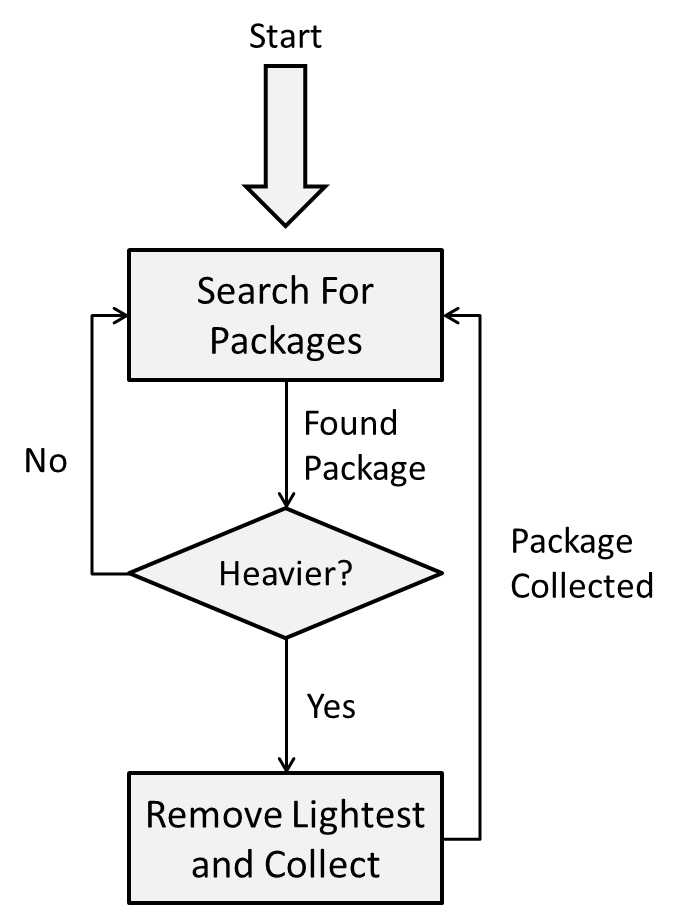 Start
Search For
Packages
Found
Package
No
Heavier?
Package
Collected
Yes
Remove Lightest
and Collect